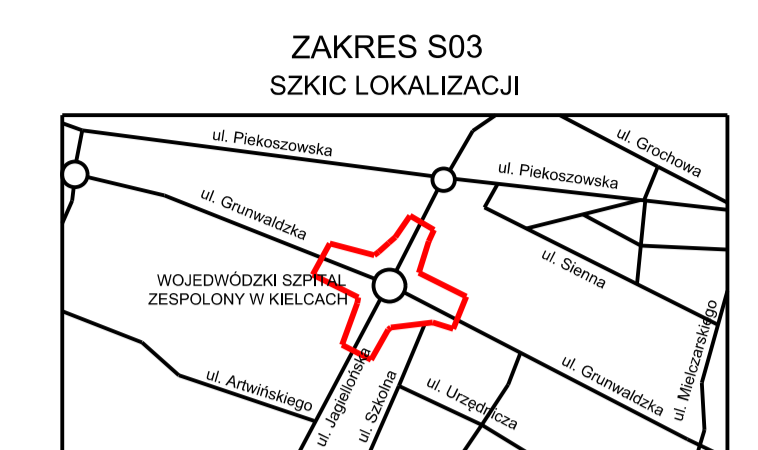 ZAKRES S03
SZKIC LOKALIZACJI
ul. Piekoszowska
ul. Grochowa
ul. Piekoszowska
ul. Grunwaldzka
ul. Sienna
WOJEWÓDZKI SZPITAL
ZESPOLONY W KIELCACH
ul. Mielczarskiego
ul. Artwińskiego
ul. Jagiellońska
ul. Szkolna
ul. Urzędnicza
ul. Grunwaldzka